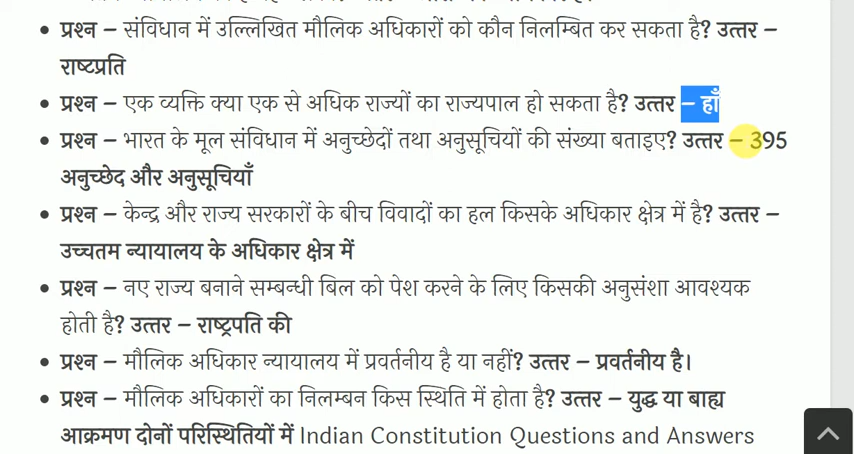 प्रश्न – संविधान में उल्लिखित मौलिक अधिकारों को कौन निलम्बित कर सकता है? उत्तर –
राष्टप्रति
प्रश्न – एक व्यक्ति क्या एक से अधिक राज्यों का राज्यपाल हो सकता है? उत्तर – हाँ
प्रश्न – भारत के मूल संविधान में अनुच्छेदों तथा अनुसूचियों की संख्या बताइए? उत्तर – 395
अनुच्छेद और अनुसूचियाँ
प्रश्न – केन्द्र और राज्य सरकारों के बीच विवादों का हल किसके अधिकार क्षेत्र में है? उत्तर –
उच्चतम न्यायालय के अधिकार क्षेत्र में
प्रश्न – नए राज्य बनाने सम्बन्धी बिल को पेश करने के लिए किसकी अनुसंशा आवश्यक
होती है? उत्तर – राष्ट्रपति की
प्रश्न – मौलिक अधिकार न्यायालय में प्रवर्तनीय है या नहीं? उत्तर – प्रवर्तनीय है।
प्रश्न – मौलिक अधिकारों का निलम्बन किस स्थिति में होता है? उत्तर – युद्ध या बाह्य
आक्रमण दोनों परिस्थितियों में Indian Constitution Questions and Answers